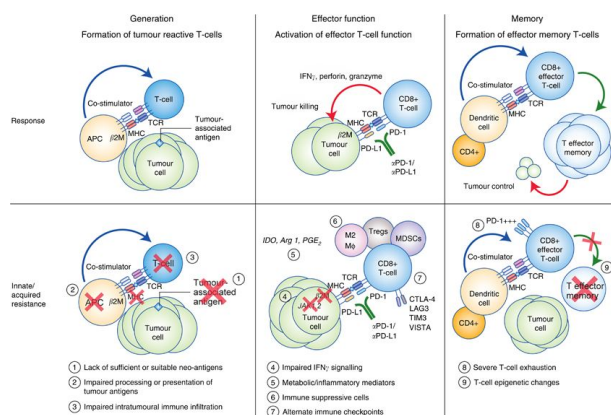 Generation
Formation of tumour reactive T-cells
Effector function
Activation of effector T-cell function
Memory
Formation of effector memory T-cells
Response
Co-stimulator
T-cell
TCR
MHC
APC
β2M
Tumour-
associated
antigen
Tumour
cell
IFNγ, perforin, granzyme
CD8+
T-cell
Tumour killing
TCR
MHC
β2M
PD-1
PD-L1
Tumour
cell
αPD-1/
αPD-L1
CD8+
effector
T-cell
Co-stimulator
TCR
MHC
Dendritic
cell
CD4+
T effector
memory
Tumour control
Innate/
acquired
resistance
T-cell
3
Co-stimulator
2
APC
β2M
MHC
TCR
1
Tumour
associated
antigen
Tumour
cell
1 Lack of sufficient or suitable neo-antigens
2 Impaired processing or presentation of
tumour antigens
3 Impaired intratumoural immune infiltration
6
M2
Mφ
Tregs
MDSCs
IDO, Arg 1, PGE2
5
CD8+
T-cell
7
TCR
MHC
β2M
4
PD-1
PD-L1
Tumour
cell
αPD-1/
αPD-L1
CTLA-4
LAG3
TIM3
VISTA
4 Impaired IFNγ signalling
5 Metabolic/inflammatory mediators
6 Immune suppressive cells
7 Alternate immune checkpoints
8 PD-1+++
CD8+
effector
T-cell
Co-stimulator
TCR
MHC
Dendritic
cell
CD4+
9
T effector
memory
8 Severe T-cell exhaustion
9 T-cell epigenetic changes